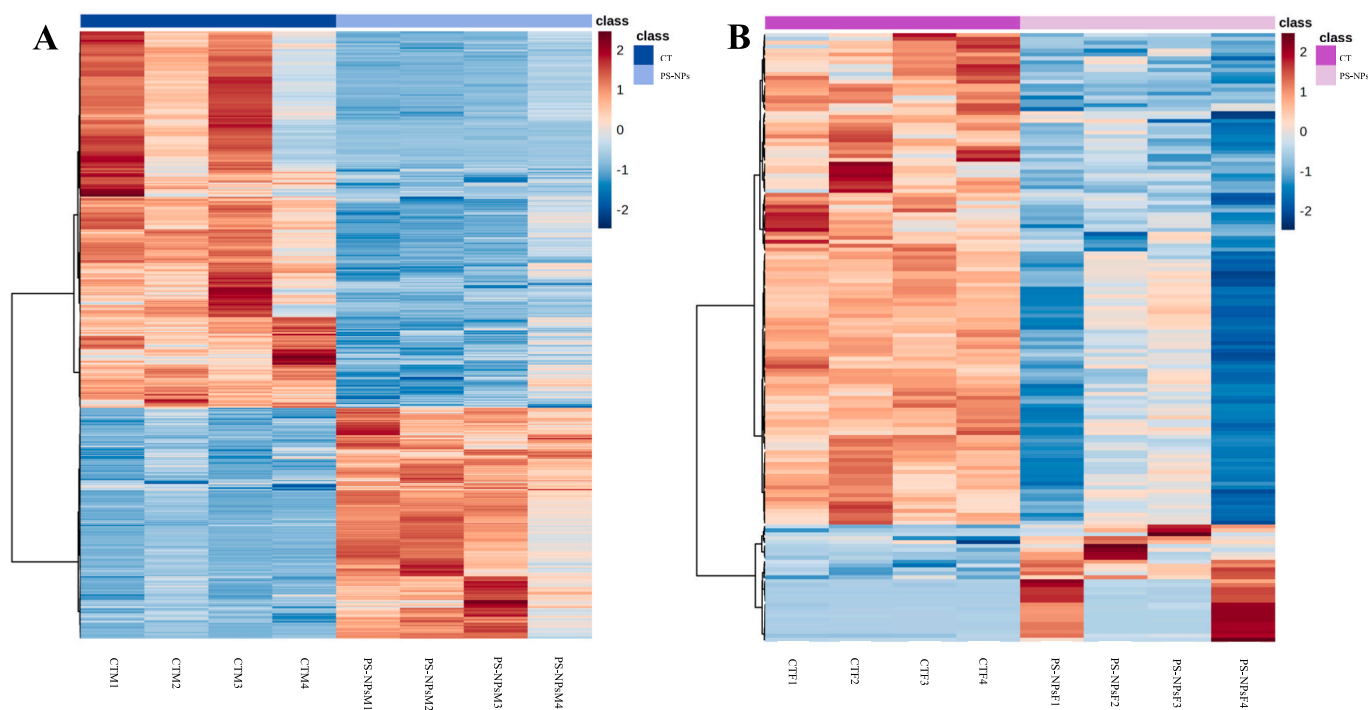 A
class
class
CT
PS-NPs
2
1
0
-1
-2
CTM1
CTM2
CTM3
CTM4
PS-NPsM1
PS-NPsM2
PS-NPsM3
PS-NPsM4
B
class
class
CT
PS-NPs
2
1
0
-1
-2
CTF1
CTF2
CTF3
CTF4
PS-NPsF1
PS-NPsF2
PS-NPsF3
PS-NPsF4